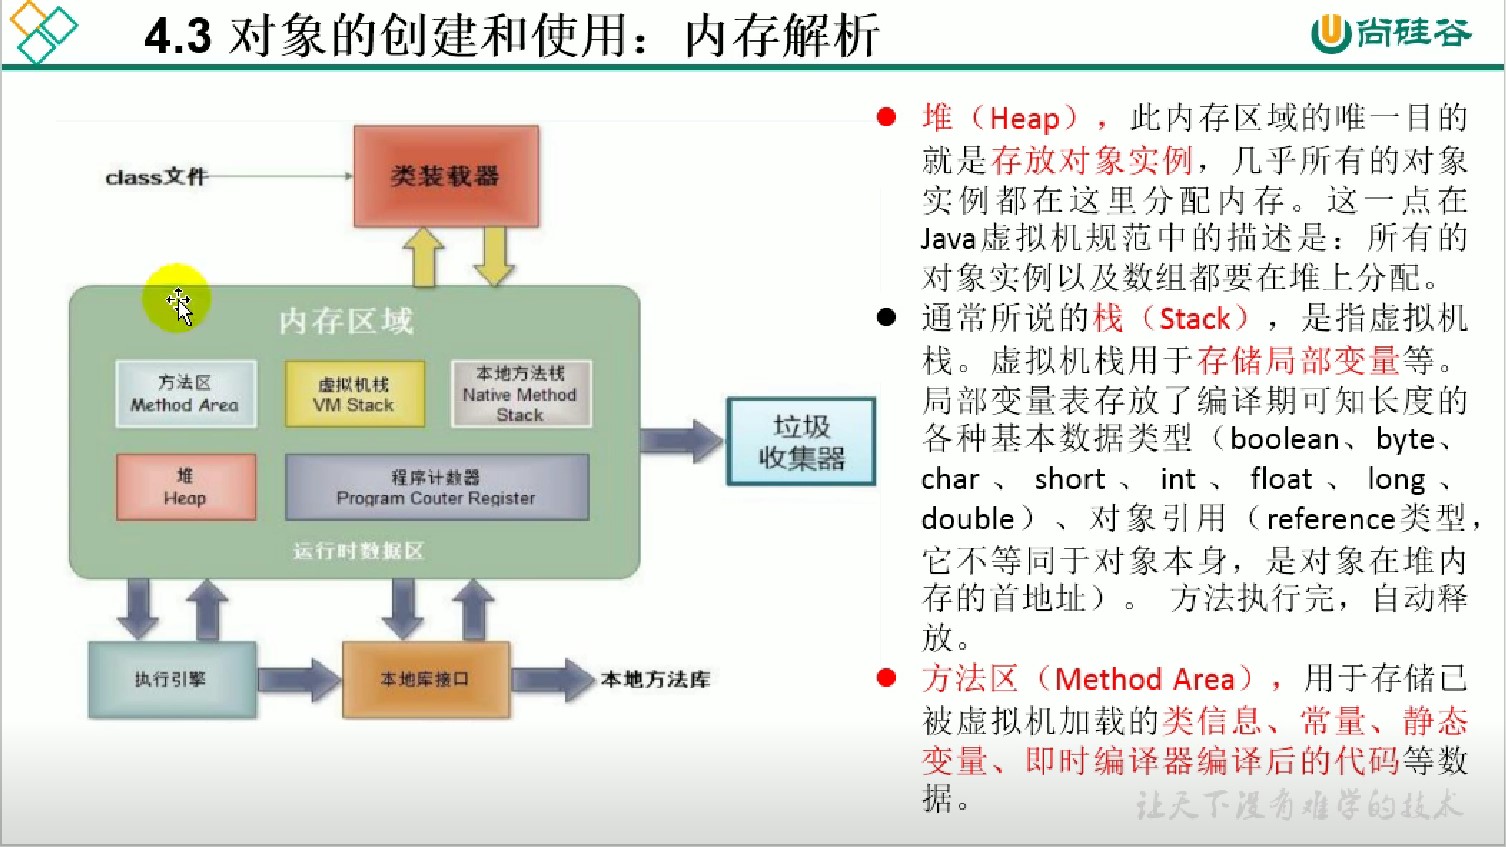 4.3 对象的创建和使用：内存解析
尚硅谷
class文件
类装载器
内存区域
方法区
Method Area
虚拟机栈
VM Stack
本地方法栈
Native Method
Stack
堆
Heap
程序计数器
Program Couter Register
运行时数据区
垃圾
收集器
执行引擎
本地库接口
本地方法库
堆（Heap），此内存区域的唯一目的
就是存放对象实例，几乎所有的对象
实例都在这里分配内存。这一点在
Java虚拟机规范中的描述是：所有的
对象实例以及数组都要在堆上分配。
通常所说的栈（Stack），是指虚拟机
栈。虚拟机栈用于存储局部变量等。
局部变量表存放了编译期可知长度的
各种基本数据类型（boolean、byte、
char 、 short 、 int 、 float 、 long 、
double）、对象引用（reference类型，
它不等同于对象本身，是对象在堆内
存的首地址）。 方法执行完，自动释
放。
方法区（Method Area），用于存储已
被虚拟机加载的类信息、常量、静态
变量、即时编译器编译后的代码等数
据。
让天下没有难学的技术